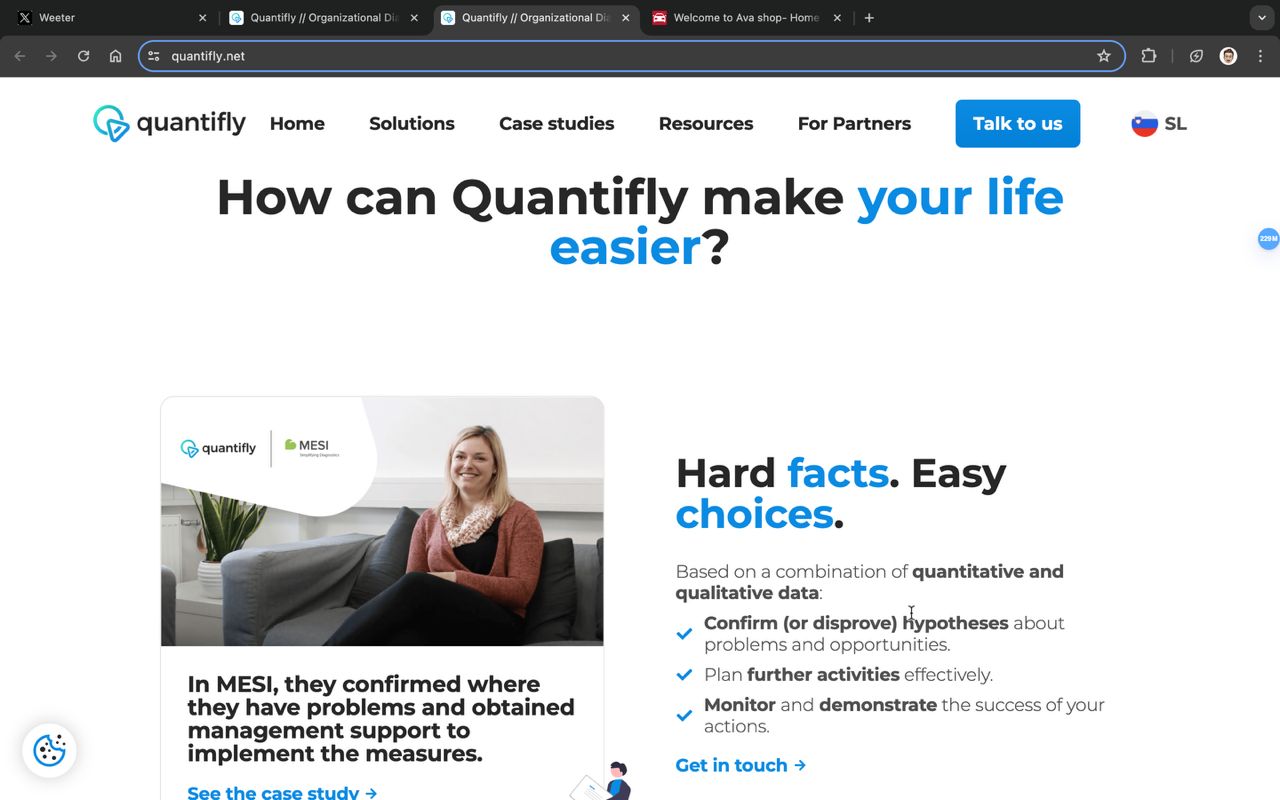 Weeter
Quantifly // Organizational Dia
Quantifly // Organizational Dia
Welcome to Ava shop- Home
quantifly.net
quantifly
Home
Solutions
Case studies
Resources
For Partners
Talk to us
SL
How can Quantifly make your life
easier?
229M
quantifly
MESI
Simplifying Diagnostics
Hard facts. Easy
choices.
Based on a combination of quantitative and
qualitative data:
Confirm (or disprove) hypotheses about
problems and opportunities.
Plan further activities effectively.
Monitor and demonstrate the success of your
actions.
Get in touch →
In MESI, they confirmed where
they have problems and obtained
management support to
implement the measures.
See the case study →